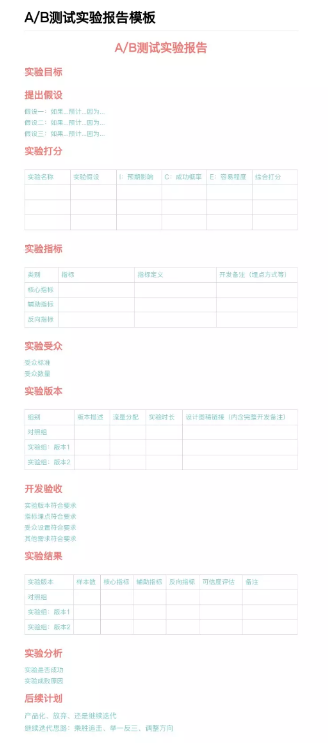 A/B测试实验报告模板
A/B测试实验报告
实验目标
提出假设
假设一：如果...预计...因为...
假设二：如果...预计...因为...
假设三：如果...预计...因为...
实验打分
实验名称 实验假设 I：预期影响 C：成功概率 E：容易程度 综合打分
实验指标
类别 指标 指标定义 开发备注（埋点方式等）
核心指标
辅助指标
反向指标
实验受众
受众标准
受众数量
实验版本
组别 版本描述 流量分配 实验时长 设计图稿链接（内含完整开发备注）
对照组
实验组：版本1
实验组：版本2
开发验收
实验版本符合要求
指标埋点符合要求
受众设置符合要求
其他需求符合要求
实验结果
实验版本 样本数 核心指标 辅助指标 反向指标 可信度评估 备注
对照组
实验组：版本1
实验组：版本2
实验分析
实验是否成功
实验成败原因
后续计划
产品化、放弃、还是继续迭代
继续迭代思路：乘胜追击、举一反三、调整方向